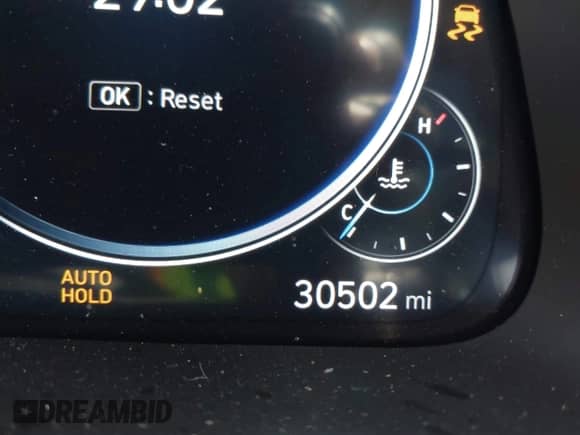 OK : Reset
H
C
AUTO
HOLD
30502 mi
DREAMBID